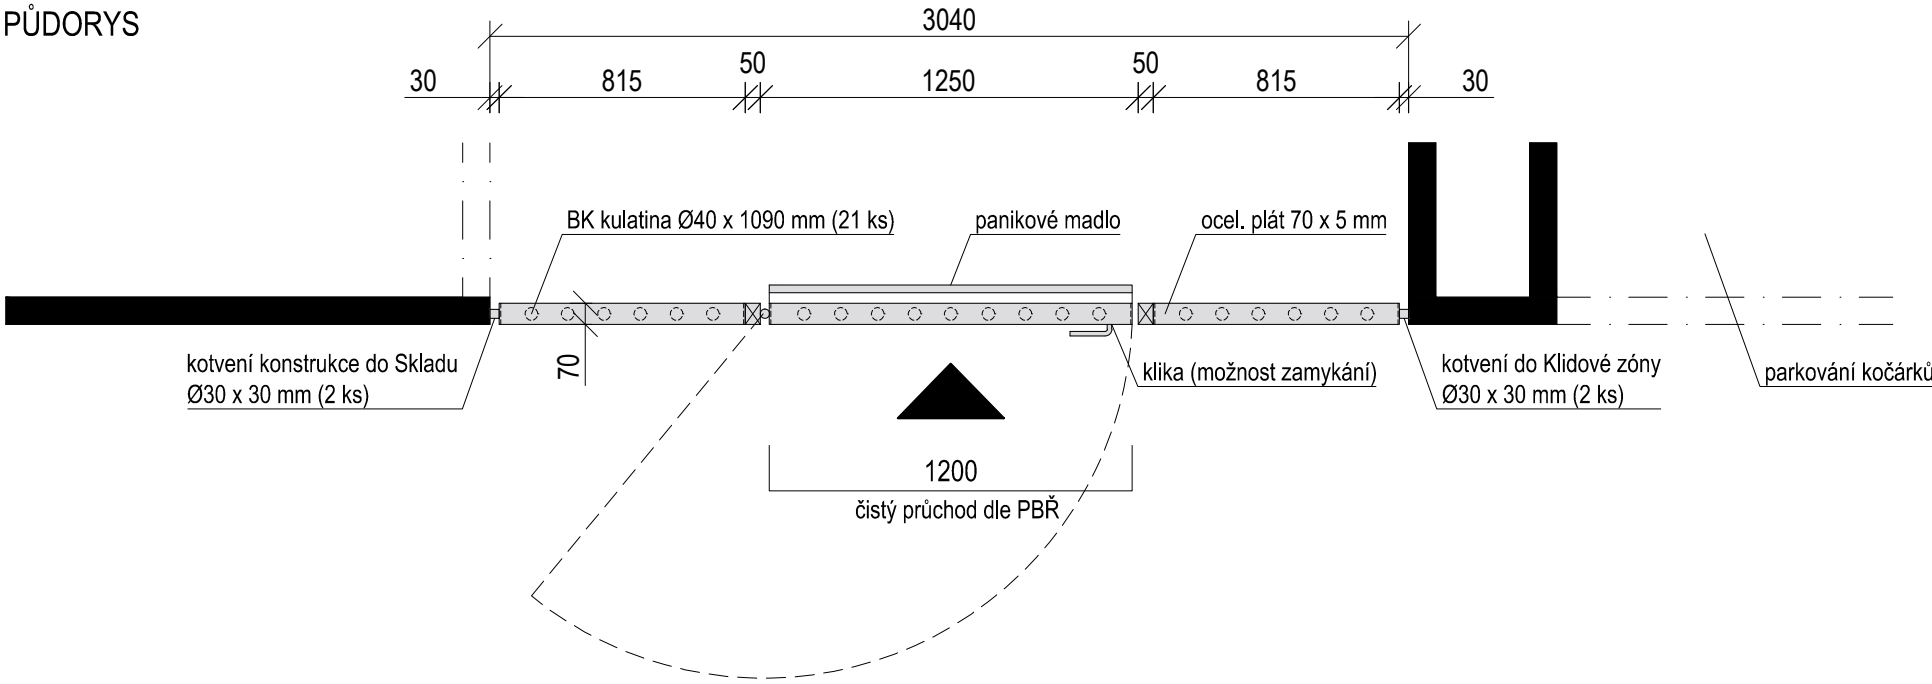 PŮDORYS
3040
30
815
50
1250
50
815
30
BK kulatina Ø40 x 1090 mm (21 ks)
panikové madlo
ocel. plát 70 x 5 mm
70
kotvení konstrukce do Skladu
Ø30 x 30 mm (2 ks)
klika (možnost zamykání)
kotvení do Klidové zóny
Ø30 x 30 mm (2 ks)
parkování kočárků
1200
čistý průchod dle PBŘ